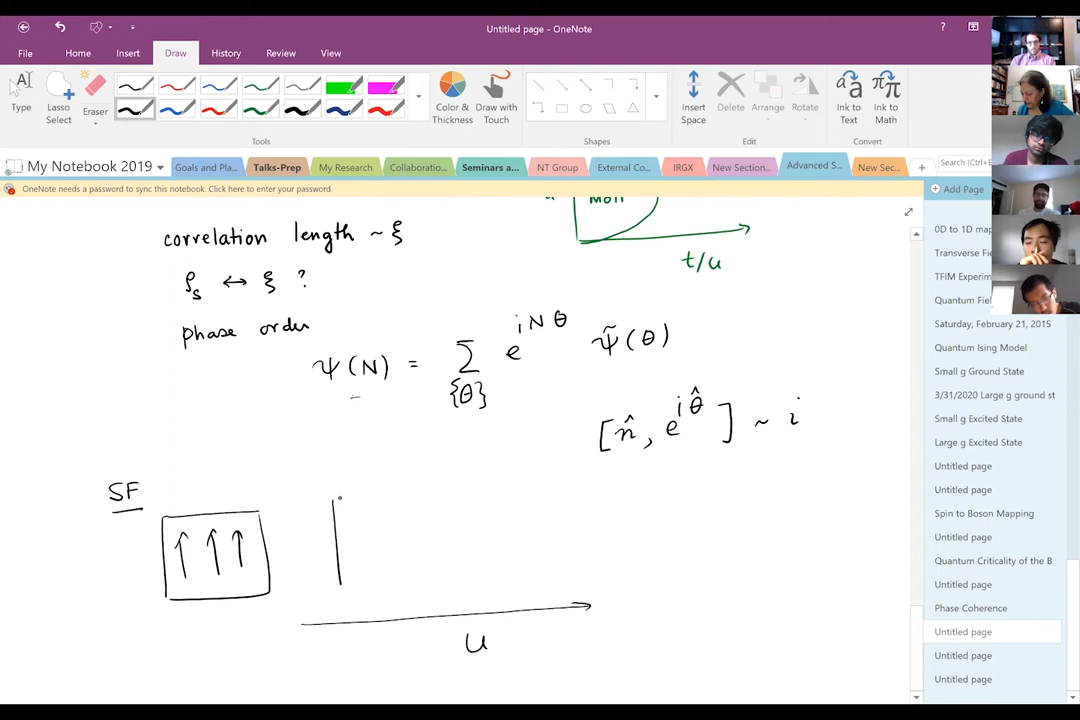 Untitled page - OneNote
?
File Home Insert Draw History Review View
Type
Lasso Select
Eraser
Color & Thickness
Draw with Touch
Insert Space
Delete
Arrange
Rotate
Ink to Text
Ink to Math
Tools
Shapes
Edit
Convert
My Notebook 2019
Goals and Pla...
Talks-Prep
My Research
Collaboratio...
Seminars a...
NT Group
External Co...
IRGX
New Section...
Advanced S...
New Sec...
+
Search (Ctrl+E
OneNote needs a password to sync this notebook. Click here to enter your password.
Add Page
0D to 1D map
Transverse Fi
TFIM Experim
Quantum Fiel
Saturday, February 21, 2015
Quantum Ising Model
Small g Ground State
3/31/2020 Large g ground st
Small g Excited State
Large g Excited State
Untitled page
Untitled page
Spin to Boson Mapping
Untitled page
Quantum Criticality of the B
Untitled page
Phase Coherence
Untitled page
Untitled page
Untitled page
Mott
t/u
correlation length ~ ξ
ρs ↔ ξ ?
phase order
Ψ(N) = Σ{θ} e^{iNθ} Ψ̃(θ)
[n̂, e^{iθ̂}] ~ i
SF
↑ ↑ ↑
u